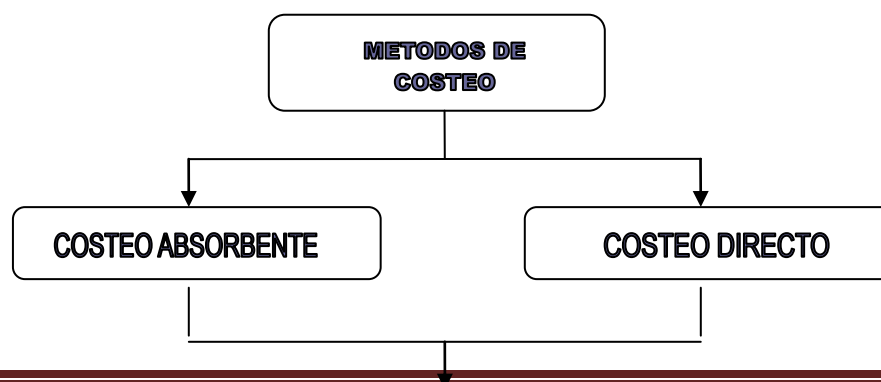 METODOS DE
COSTEO
COSTEO ABSORBENTE
COSTEO DIRECTO